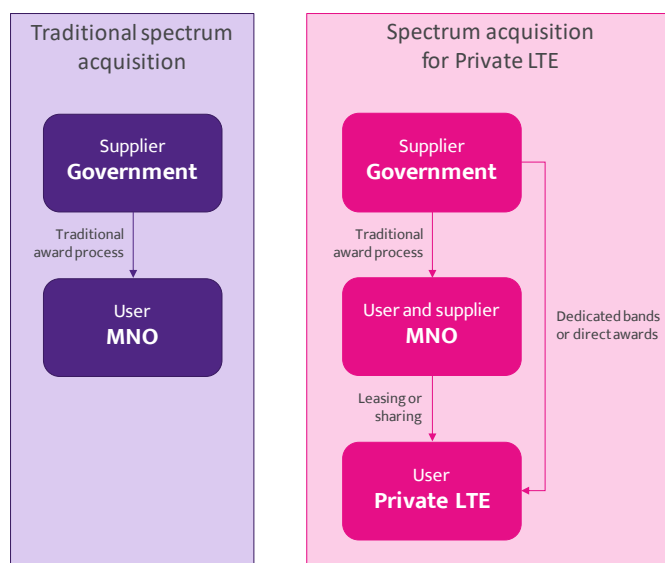 Traditional spectrum
acquisition
Supplier
Government
Traditional
award process
User
MNO
Spectrum acquisition
for Private LTE
Supplier
Government
Traditional
award process
User and supplier
MNO
Dedicated bands
or direct awards
Leasing or
sharing
User
Private LTE